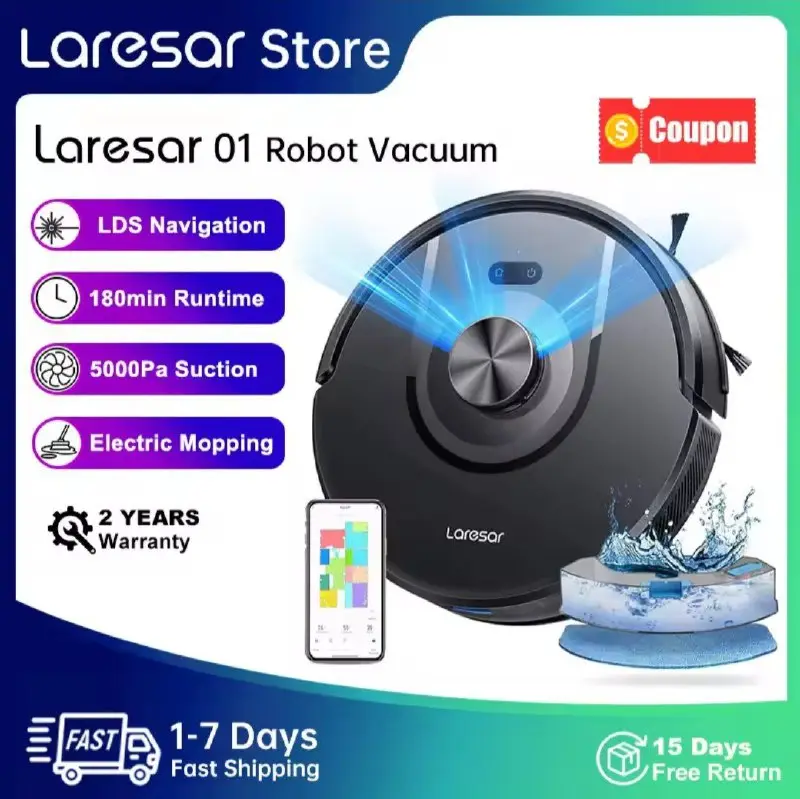 Laresar Store
Laresar 01 Robot Vacuum
$ Coupon
LDS Navigation
180min Runtime
5000Pa Suction
Electric Mopping
2 YEARS
Warranty
Laresar
FAST
1-7 Days
Fast Shipping
15 Days
Free Return